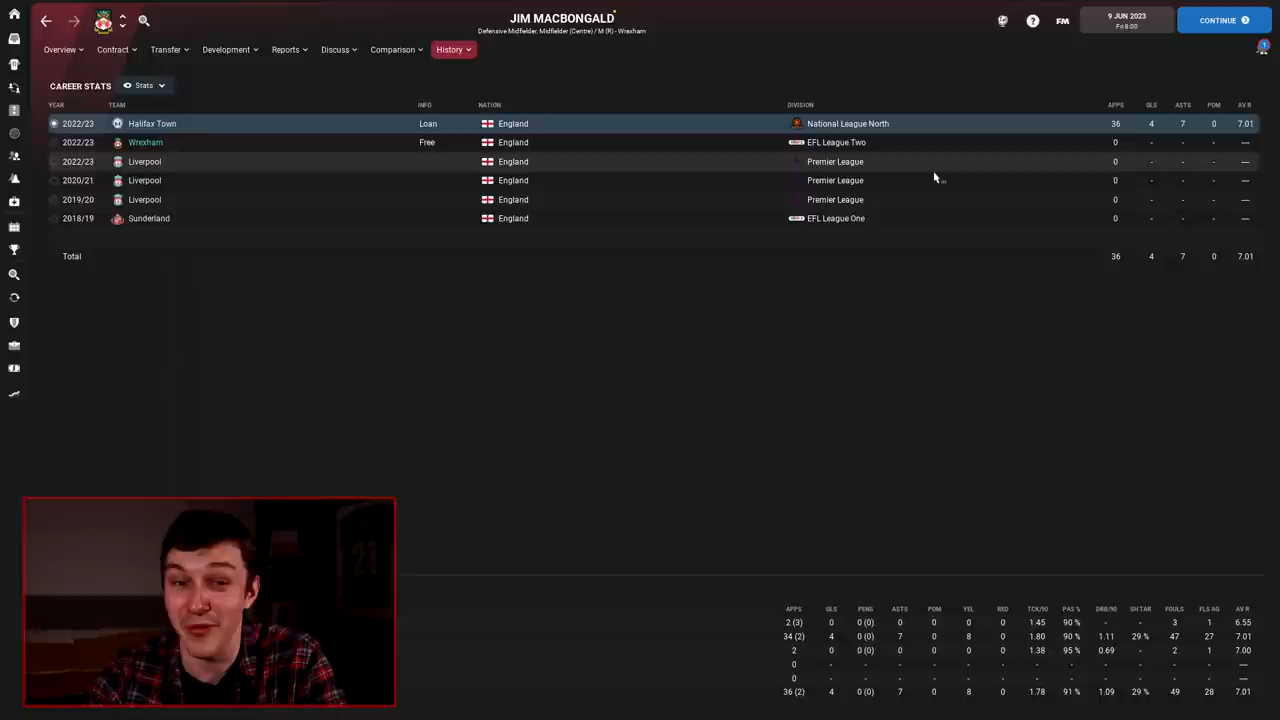 JIM MACBONGALD
Defensive Midfielder, Midfielder (Centre) / M (R) - Wrexham
FM
9 JUN 2023
Fri 8:00
CONTINUE
1
Overview Contract Transfer Development Reports Discuss Comparison History
CAREER STATS Stats
YEAR TEAM INFO NATION DIVISION APPS GLS ASTS POM AV R
2022/23 Halifax Town Loan England National League North 36 4 7 0 7.01
2022/23 Wrexham Free England EFL League Two 0 - - - —
2022/23 Liverpool England Premier League 0 - - - —
2020/21 Liverpool England Premier League 0 - - - —
2019/20 Liverpool England Premier League 0 - - - —
2018/19 Sunderland England EFL League One 0 - - - —
Total 36 4 7 0 7.01
21
APPS GLS PENS ASTS POM YEL RED TCK/90 PAS % DRB/90 SH TAR FOULS FLS AG AV R
2 (3) 0 0 (0) 0 0 0 0 1.45 90 % - - 3 1 6.55
34 (2) 4 0 (0) 7 0 8 0 1.80 90 % 1.11 29 % 47 27 7.01
2 0 0 (0) 0 0 0 0 1.38 95 % 0.69 - 2 1 7.00
0 - - - - - - - - - - - - —
0 - - - - - - - - - - - - —
36 (2) 4 0 (0) 7 0 8 0 1.78 91 % 1.09 29 % 49 28 7.01